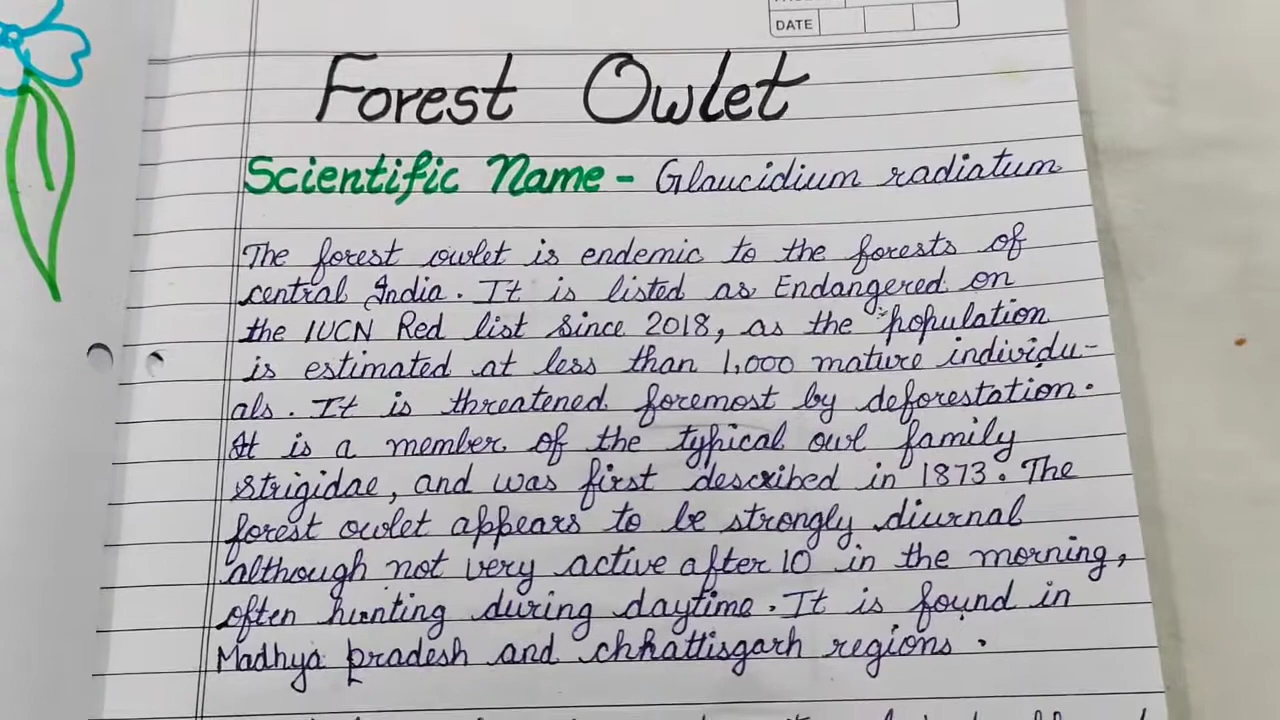 DATE
Forest Owlet
Scientific Name - Glaucidium radiatum
The forest owlet is endemic to the forests of
central India. It is listed as Endangered on
the IUCN Red list since 2018, as the population
is estimated at less than 1,000 mature individu-
als. It is threatened foremost by deforestation.
It is a member of the typical owl family
strigidae, and was first described in 1873. The
forest owlet appears to be strongly diurnal
although not very active after 10 in the morning,
often hunting during daytime. It is found in
Madhya pradesh and chhattisgarh regions.